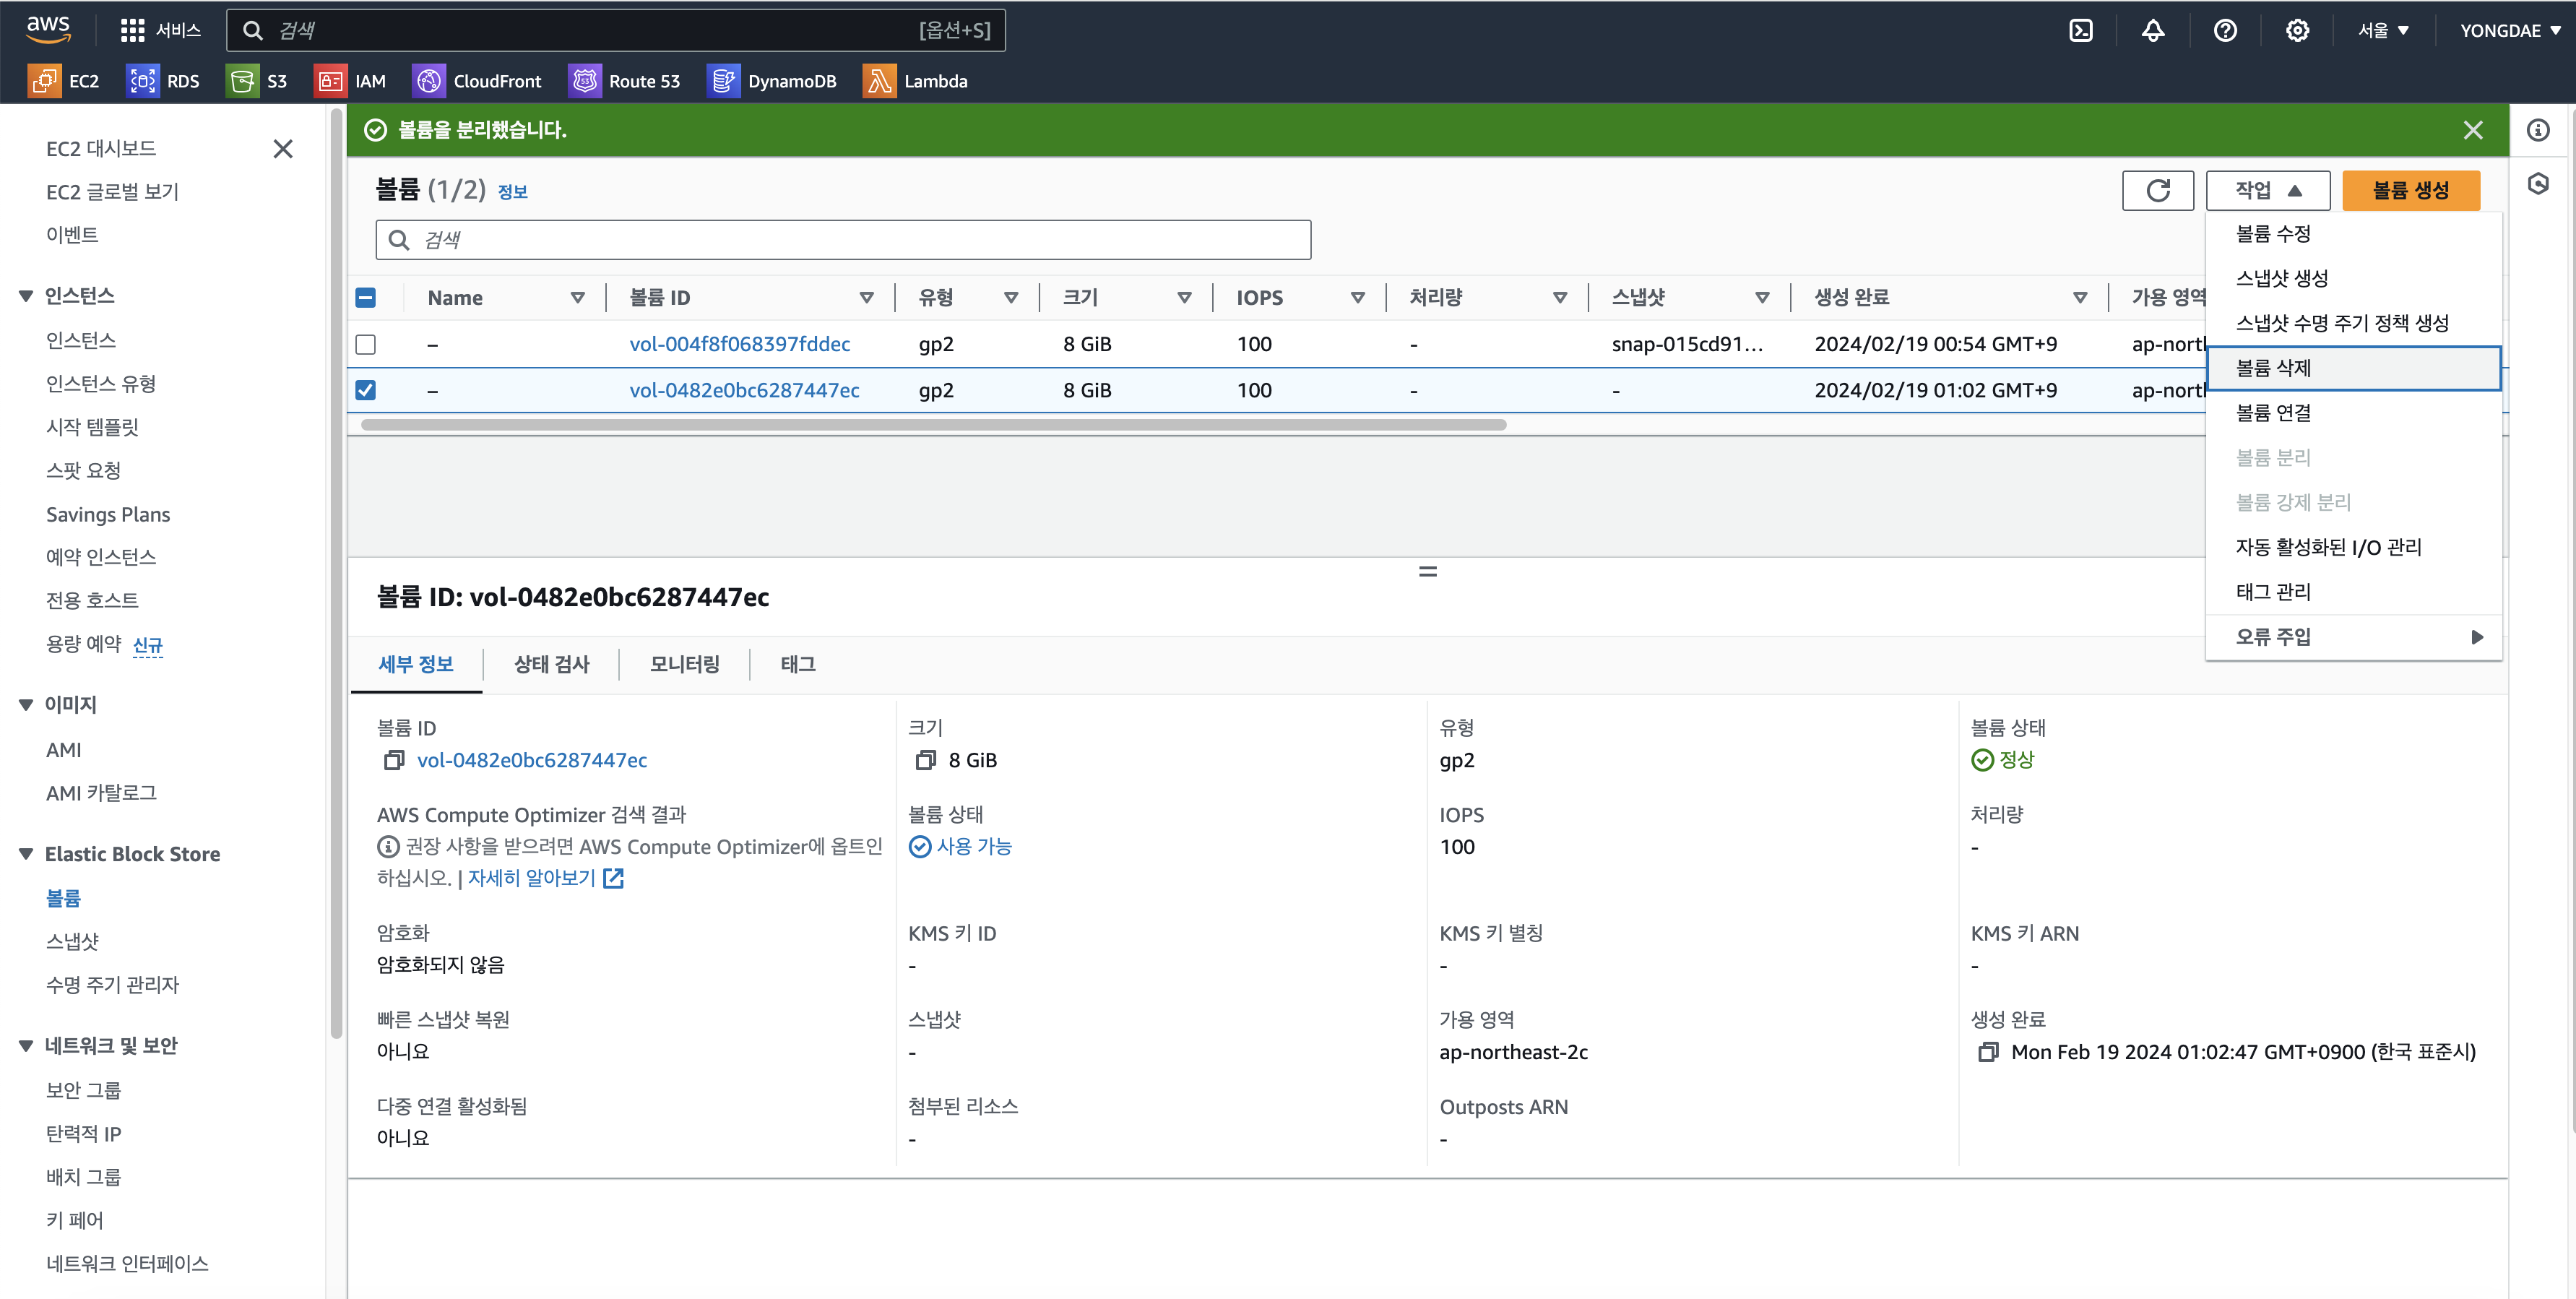 aws
서비스
검색
[옵션+S]
서울
YONGDAE
EC2
RDS
S3
IAM
CloudFront
Route 53
DynamoDB
Lambda
EC2 대시보드
EC2 글로벌 보기
이벤트
인스턴스
인스턴스
인스턴스 유형
시작 템플릿
스팟 요청
Savings Plans
예약 인스턴스
전용 호스트
용량 예약 신규
이미지
AMI
AMI 카탈로그
Elastic Block Store
볼륨
스냅샷
수명 주기 관리자
네트워크 및 보안
보안 그룹
탄력적 IP
배치 그룹
키 페어
네트워크 인터페이스
볼륨을 분리했습니다.
볼륨 (1/2) 정보
작업
볼륨 생성
검색
Name 볼륨 ID 유형 크기 IOPS 처리량 스냅샷 생성 완료 가용 영역
– vol-004f8f068397fddec gp2 8 GiB 100 - snap-015cd91... 2024/02/19 00:54 GMT+9 ap-nort
– vol-0482e0bc6287447ec gp2 8 GiB 100 - - 2024/02/19 01:02 GMT+9 ap-nort
볼륨 수정
스냅샷 생성
스냅샷 수명 주기 정책 생성
볼륨 삭제
볼륨 연결
볼륨 분리
볼륨 강제 분리
자동 활성화된 I/O 관리
태그 관리
오류 주입
볼륨 ID: vol-0482e0bc6287447ec
세부 정보
상태 검사
모니터링
태그
볼륨 ID
vol-0482e0bc6287447ec
크기
8 GiB
유형
gp2
볼륨 상태
정상
AWS Compute Optimizer 검색 결과
권장 사항을 받으려면 AWS Compute Optimizer에 옵트인
하십시오. | 자세히 알아보기
볼륨 상태
사용 가능
IOPS
100
처리량
-
암호화
암호화되지 않음
KMS 키 ID
-
KMS 키 별칭
-
KMS 키 ARN
-
빠른 스냅샷 복원
아니요
스냅샷
-
가용 영역
ap-northeast-2c
생성 완료
Mon Feb 19 2024 01:02:47 GMT+0900 (한국 표준시)
다중 연결 활성화됨
아니요
첨부된 리소스
-
Outposts ARN
-